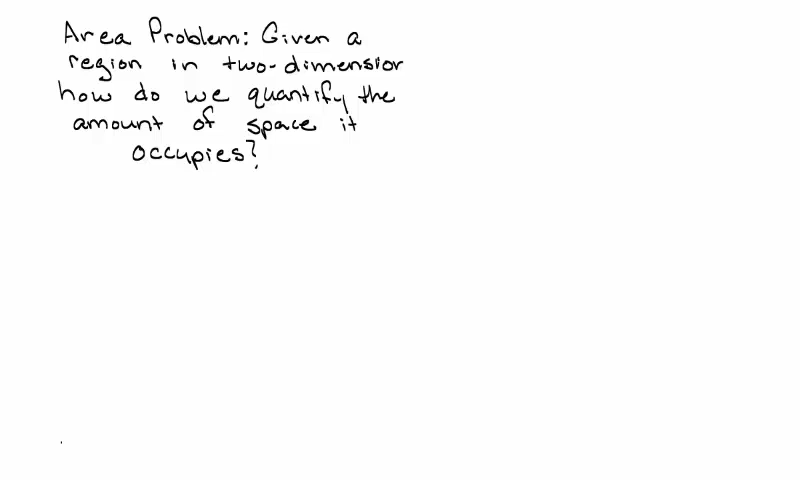 Area Problem: Given a
region in two-dimension
how do we quantify the
amount of space it
occupies?